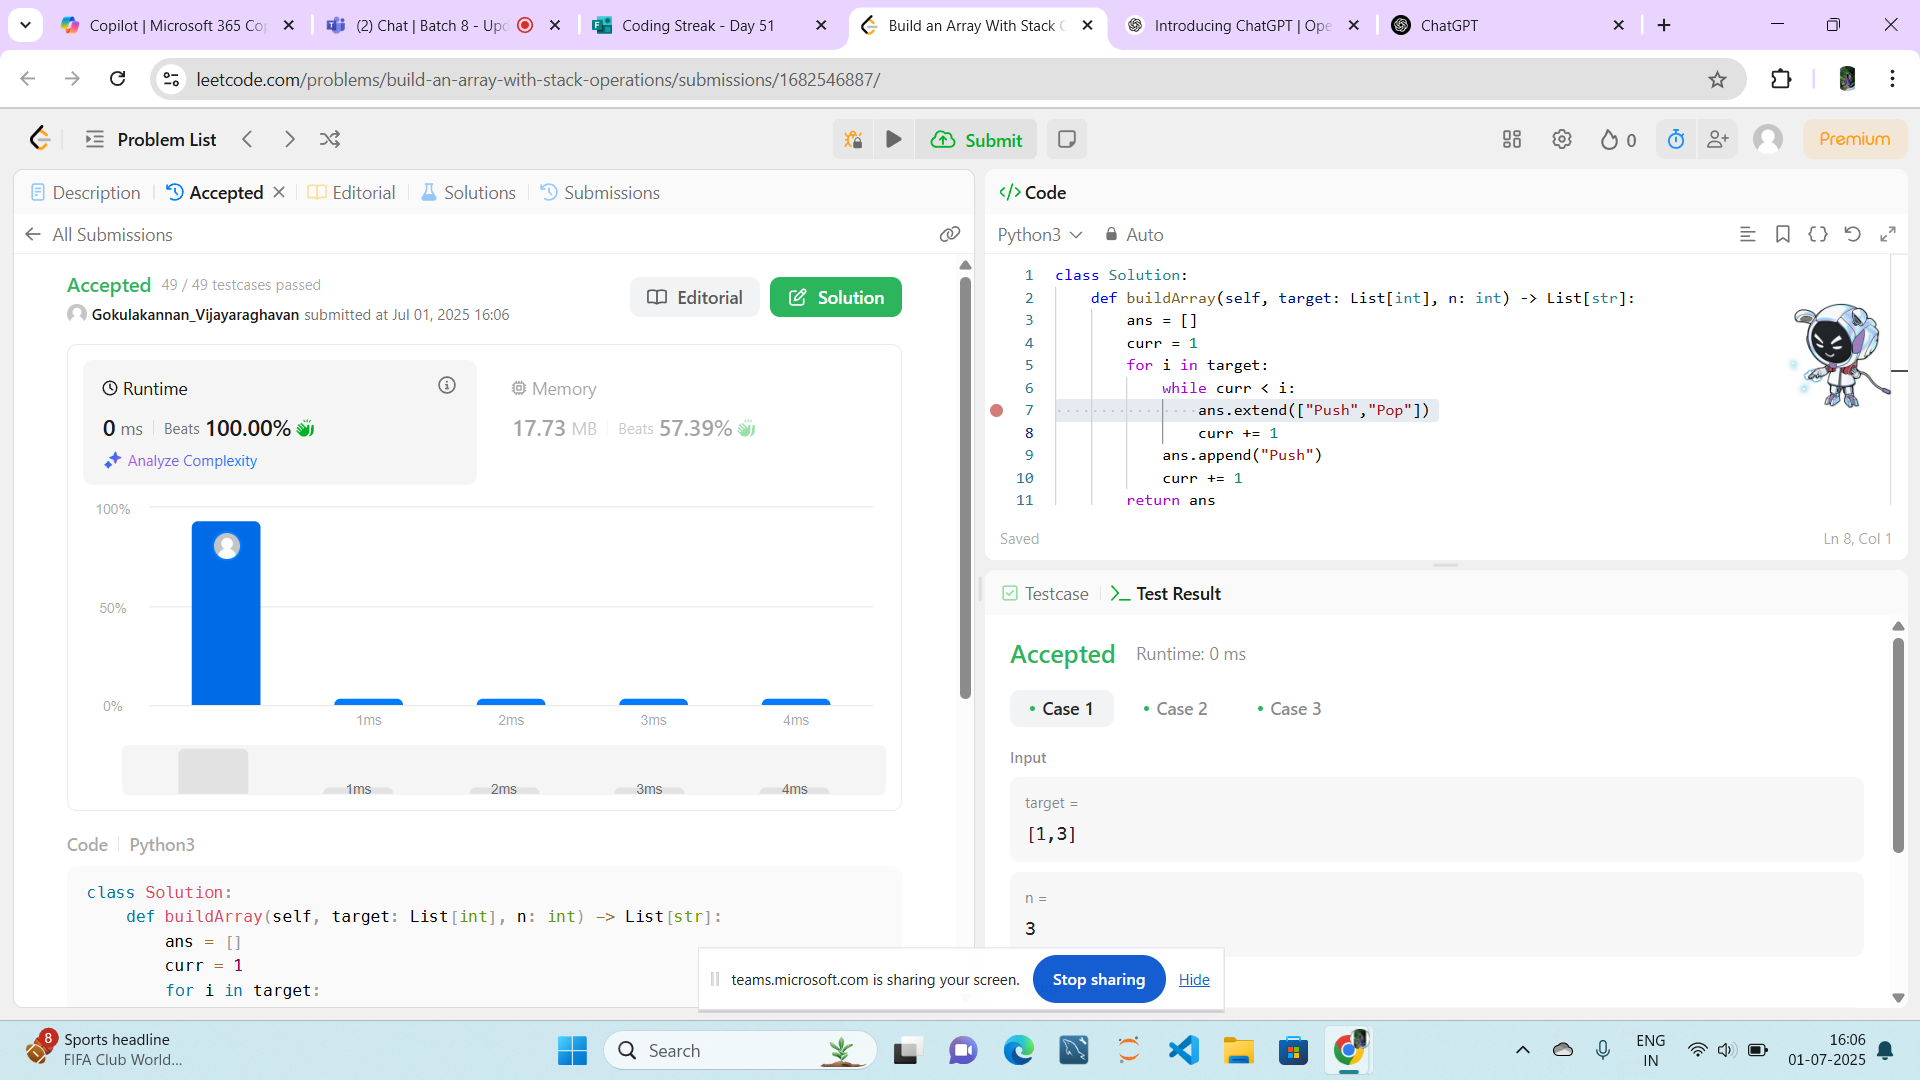 Copilot | Microsoft 365 Co
(2) Chat | Batch 8 - Upd
Coding Streak - Day 51
Build an Array With Stack O
Introducing ChatGPT | Ope
ChatGPT
leetcode.com/problems/build-an-array-with-stack-operations/submissions/1682546887/
Problem List
Submit
0
Premium
Description
Accepted
Editorial
Solutions
Submissions
All Submissions
Accepted 49 / 49 testcases passed
Gokulakannan_Vijayaraghavan submitted at Jul 01, 2025 16:06
Editorial
Solution
Runtime
0 ms Beats 100.00%
Analyze Complexity
Memory
17.73 MB Beats 57.39%
100%
50%
0%
1ms 2ms 3ms 4ms
1ms 2ms 3ms 4ms
Code Python3
class Solution:
def buildArray(self, target: List[int], n: int) -> List[str]:
ans = []
curr = 1
for i in target:
</> Code
Python3 Auto
1 class Solution:
2 def buildArray(self, target: List[int], n: int) -> List[str]:
3 ans = []
4 curr = 1
5 for i in target:
6 while curr < i:
7 ans.extend(["Push","Pop"])
8 curr += 1
9 ans.append("Push")
10 curr += 1
11 return ans
Saved
Ln 8, Col 1
Testcase
Test Result
Accepted Runtime: 0 ms
Case 1
Case 2
Case 3
Input
target =
[1,3]
n =
3
teams.microsoft.com is sharing your screen.
Stop sharing
Hide
8
Sports headline
FIFA Club World...
Search
ENG
IN
16:06
01-07-2025